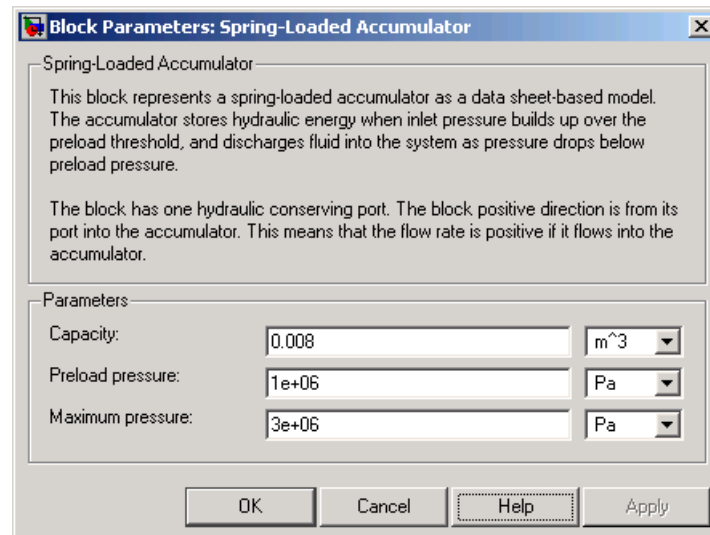 Block Parameters: Spring-Loaded Accumulator
Spring-Loaded Accumulator
This block represents a spring-loaded accumulator as a data sheet-based model.
The accumulator stores hydraulic energy when inlet pressure builds up over the
preload threshold, and discharges fluid into the system as pressure drops below
preload pressure.
The block has one hydraulic conserving port. The block positive direction is from its
port into the accumulator. This means that the flow rate is positive if it flows into the
accumulator.
Parameters
Capacity: 0.008 m^3
Preload pressure: 1e+06 Pa
Maximum pressure: 3e+06 Pa
OK Cancel Help Apply